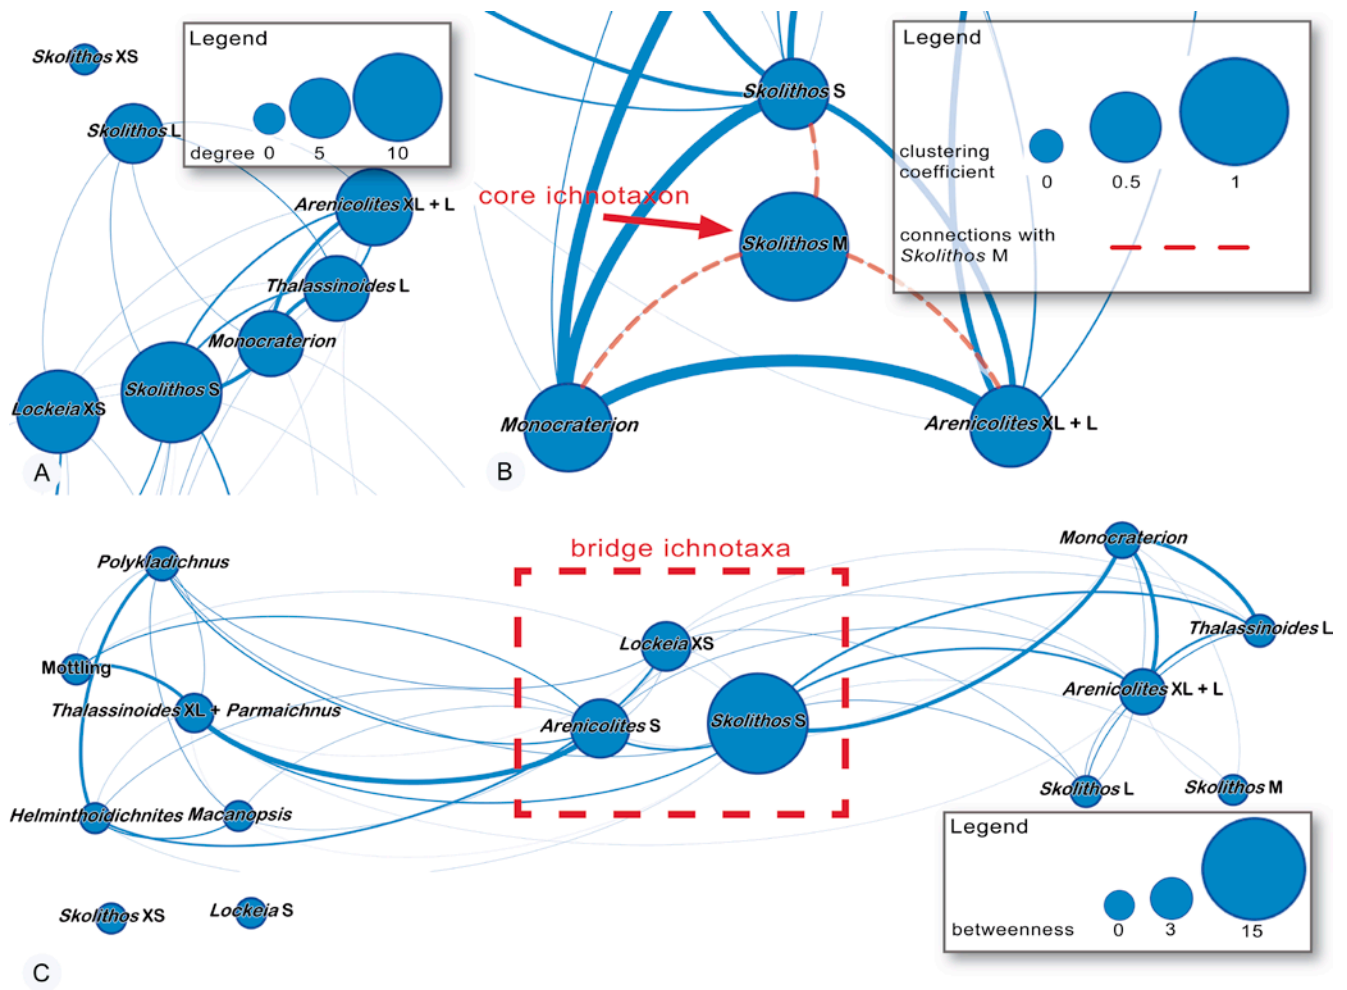 Skolithos XS
Legend
degree 0 5 10
Skolithos L
Arenicolites XL + L
Thalassinoides L
Monocraterion
Skolithos S
Lockeia XS
A
Skolithos S
core ichnotaxon
Skolithos M
Monocraterion
Arenicolites XL + L
Legend
clustering
coefficient
0 0.5 1
connections with
Skolithos M
B
bridge ichnotaxa
Polykladichnus
Mottling
Thalassinoides XL + Parmaichnus
Helminthoidichnites
Macanopsis
Lockeia XS
Arenicolites S
Skolithos S
Monocraterion
Thalassinoides L
Arenicolites XL + L
Skolithos L
Skolithos M
Skolithos XS
Lockeia S
Legend
betweenness 0 3 15
C